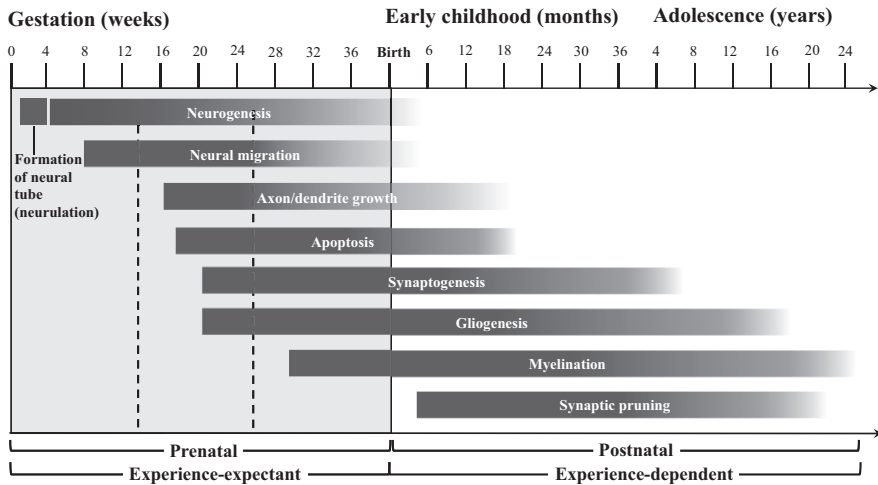 Gestation (weeks)
Early childhood (months)
Adolescence (years)
0 4 8 12 16 20 24 28 32 36 Birth 6 12 18 24 30 36 4 8 12 16 20 24
Neurogenesis
Neural migration
Formation
of neural
tube
(neurulation)
Axon/dendrite growth
Apoptosis
Synaptogenesis
Gliogenesis
Myelination
Synaptic pruning
Prenatal
Postnatal
Experience-expectant
Experience-dependent